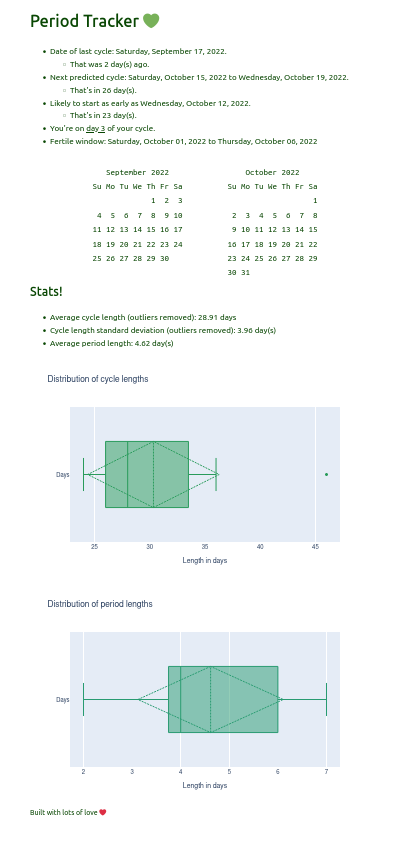 Period Tracker 💚
• Date of last cycle: Saturday, September 17, 2022.
◦ That was 2 day(s) ago.
• Next predicted cycle: Saturday, October 15, 2022 to Wednesday, October 19, 2022.
◦ That's in 26 day(s).
• Likely to start as early as Wednesday, October 12, 2022.
◦ That's in 23 day(s).
• You're on day 3 of your cycle.
• Fertile window: Saturday, October 01, 2022 to Thursday, October 06, 2022
September 2022
Su Mo Tu We Th Fr Sa
1 2 3
4 5 6 7 8 9 10
11 12 13 14 15 16 17
18 19 20 21 22 23 24
25 26 27 28 29 30
October 2022
Su Mo Tu We Th Fr Sa
1
2 3 4 5 6 7 8
9 10 11 12 13 14 15
16 17 18 19 20 21 22
23 24 25 26 27 28 29
30 31
Stats!
• Average cycle length (outliers removed): 28.91 days
• Cycle length standard deviation (outliers removed): 3.96 day(s)
• Average period length: 4.62 day(s)
Distribution of cycle lengths
Days
25 30 35 40 45
Length in days
Distribution of period lengths
Days
2 3 4 5 6 7
Length in days
Built with lots of love ❤